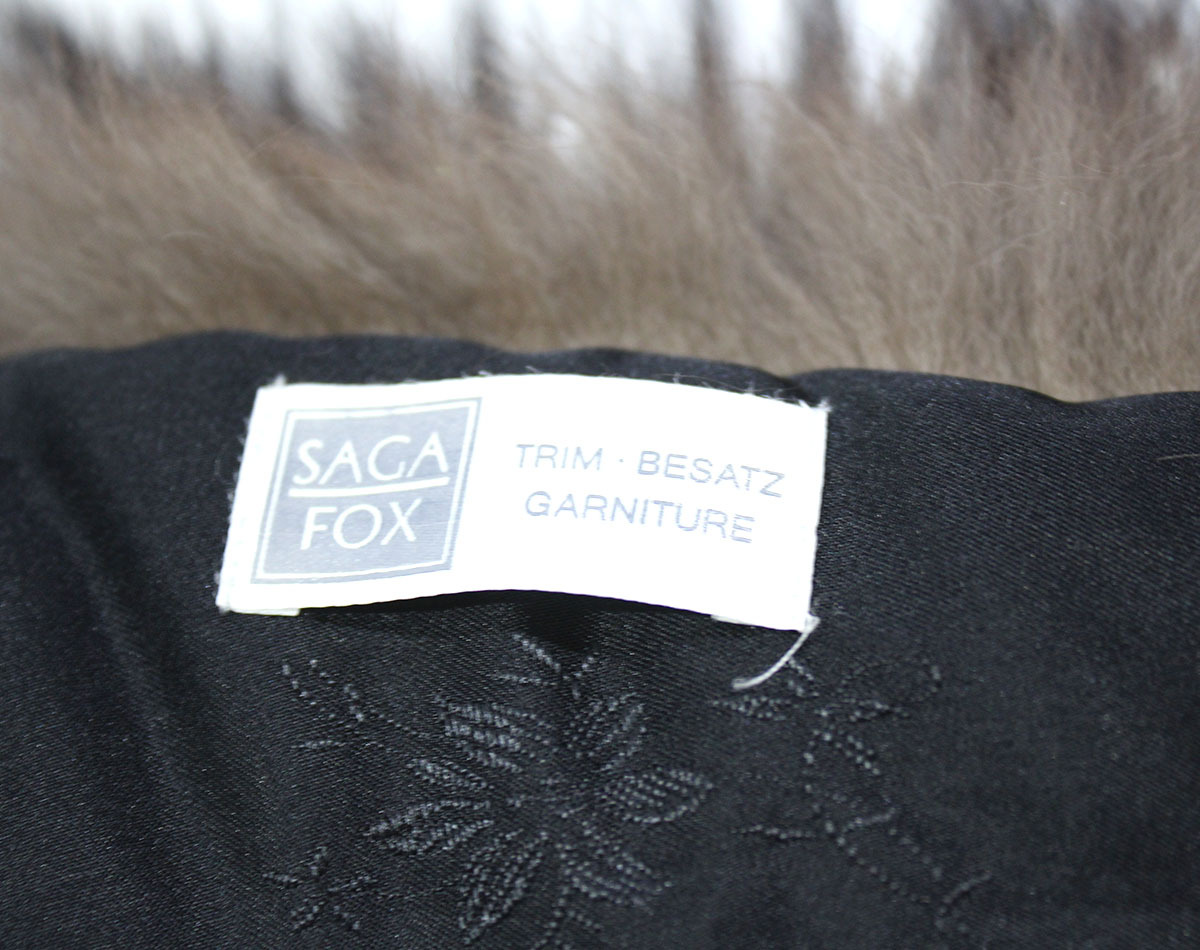 SAGA
FOX
TRIM · BESATZ
GARNITURE